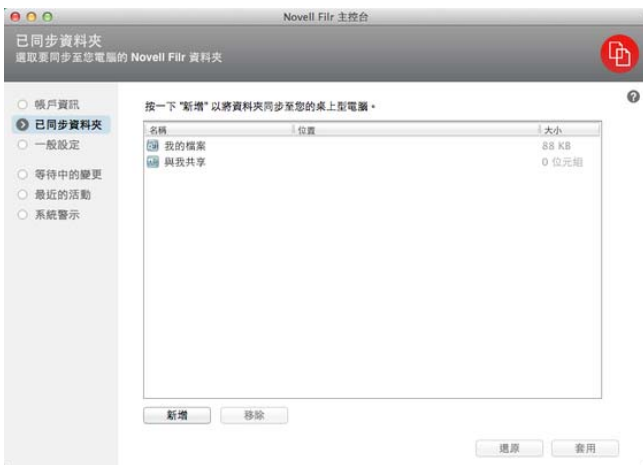 Novell Filr 主控台
已同步資料夾
選取要同步至您電腦的 Novell Filr 資料夾
帳戶資訊
已同步資料夾
一般設定
等待中的變更
最近的活動
系統警示
按一下 "新增" 以將資料夾同步至您的桌上型電腦。
名稱 位置 大小
我的檔案 88 KB
與我共享 0 位元組
新增 移除
還原 套用